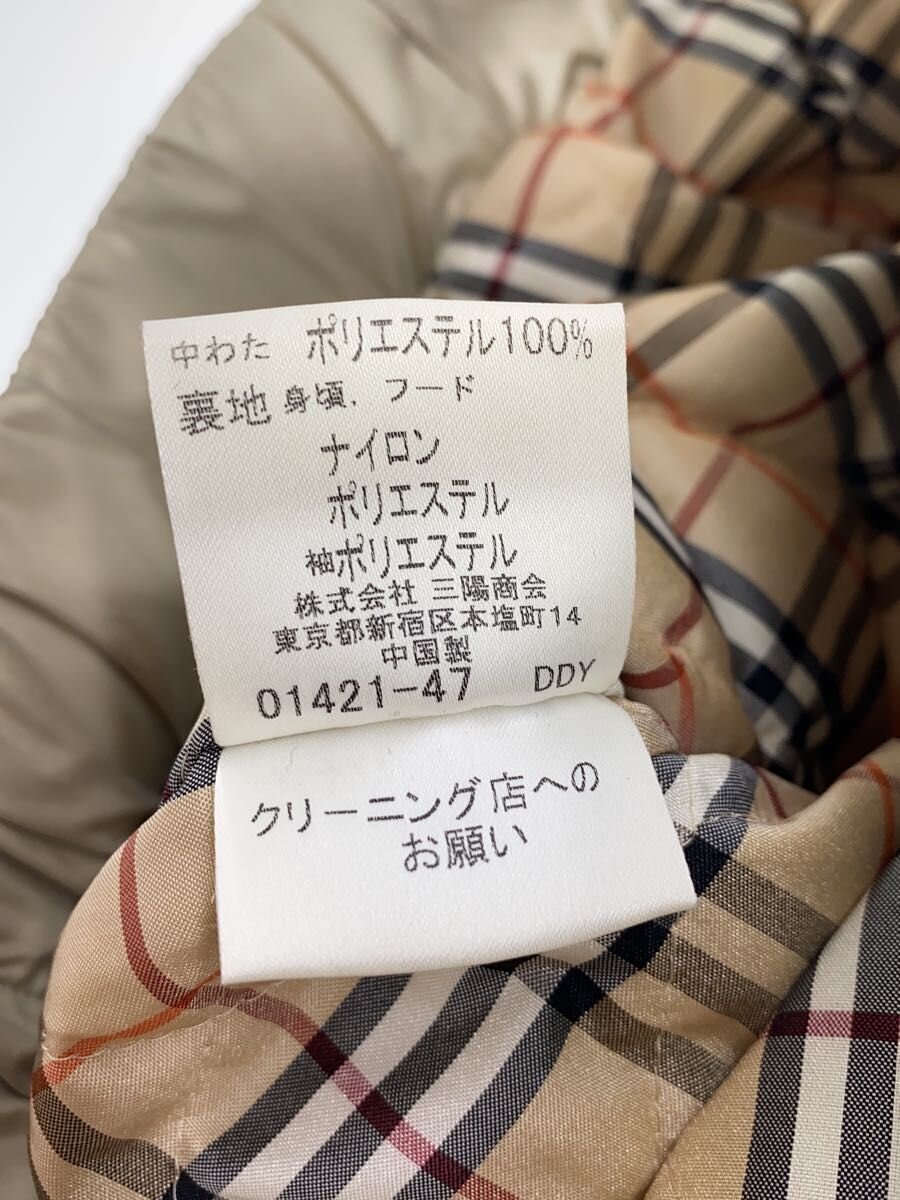 中わた ポリエステル100%
裏地 身頃、フード
ナイロン
ポリエステル
袖ポリエステル
株式会社 三陽商会
東京都新宿区本塩町14
中国製
01421-47 DDY
クリーニング店への
お願い